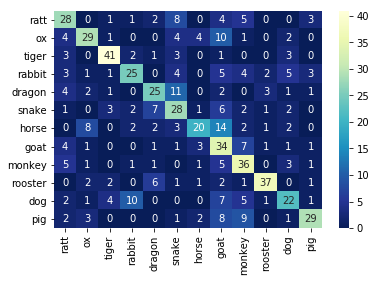 ratt 28 0 1 1 2 8 0 4 5 0 0 3
ox 4 29 1 0 0 4 4 10 1 0 2 0
tiger 3 0 41 2 1 3 0 1 0 0 3 0
rabbit 3 1 1 25 0 4 0 5 4 2 5 3
dragon 4 2 1 0 25 11 0 2 0 3 1 1
snake 1 0 3 2 7 28 1 6 2 1 2 0
horse 0 8 0 2 2 3 20 14 2 1 2 0
goat 4 1 0 0 1 1 3 34 7 1 1 1
monkey 5 1 0 1 1 0 1 5 36 0 3 1
rooster 0 2 2 0 6 1 1 2 1 37 0 1
dog 2 1 4 10 0 0 0 7 5 1 22 1
pig 2 3 0 0 0 1 2 8 9 0 1 29
ratt ox tiger rabbit dragon snake horse goat monkey rooster dog pig
40
35
30
25
20
15
10
5
0